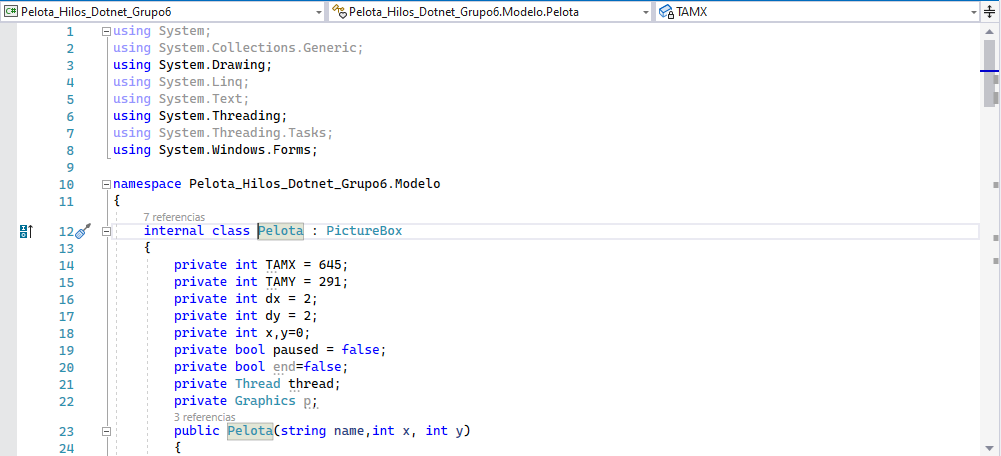 C# Pelota_Hilos_Dotnet_Grupo6 Pelota_Hilos_Dotnet_Grupo6.Modelo.Pelota TAMX
1 using System;
2 using System.Collections.Generic;
3 using System.Drawing;
4 using System.Linq;
5 using System.Text;
6 using System.Threading;
7 using System.Threading.Tasks;
8 using System.Windows.Forms;
9
10 namespace Pelota_Hilos_Dotnet_Grupo6.Modelo
11 {
7 referencias
12 internal class Pelota : PictureBox
13 {
14 private int TAMX = 645;
15 private int TAMY = 291;
16 private int dx = 2;
17 private int dy = 2;
18 private int x,y=0;
19 private bool paused = false;
20 private bool end=false;
21 private Thread thread;
22 private Graphics p;
3 referencias
23 public Pelota(string name,int x, int y)
24 {